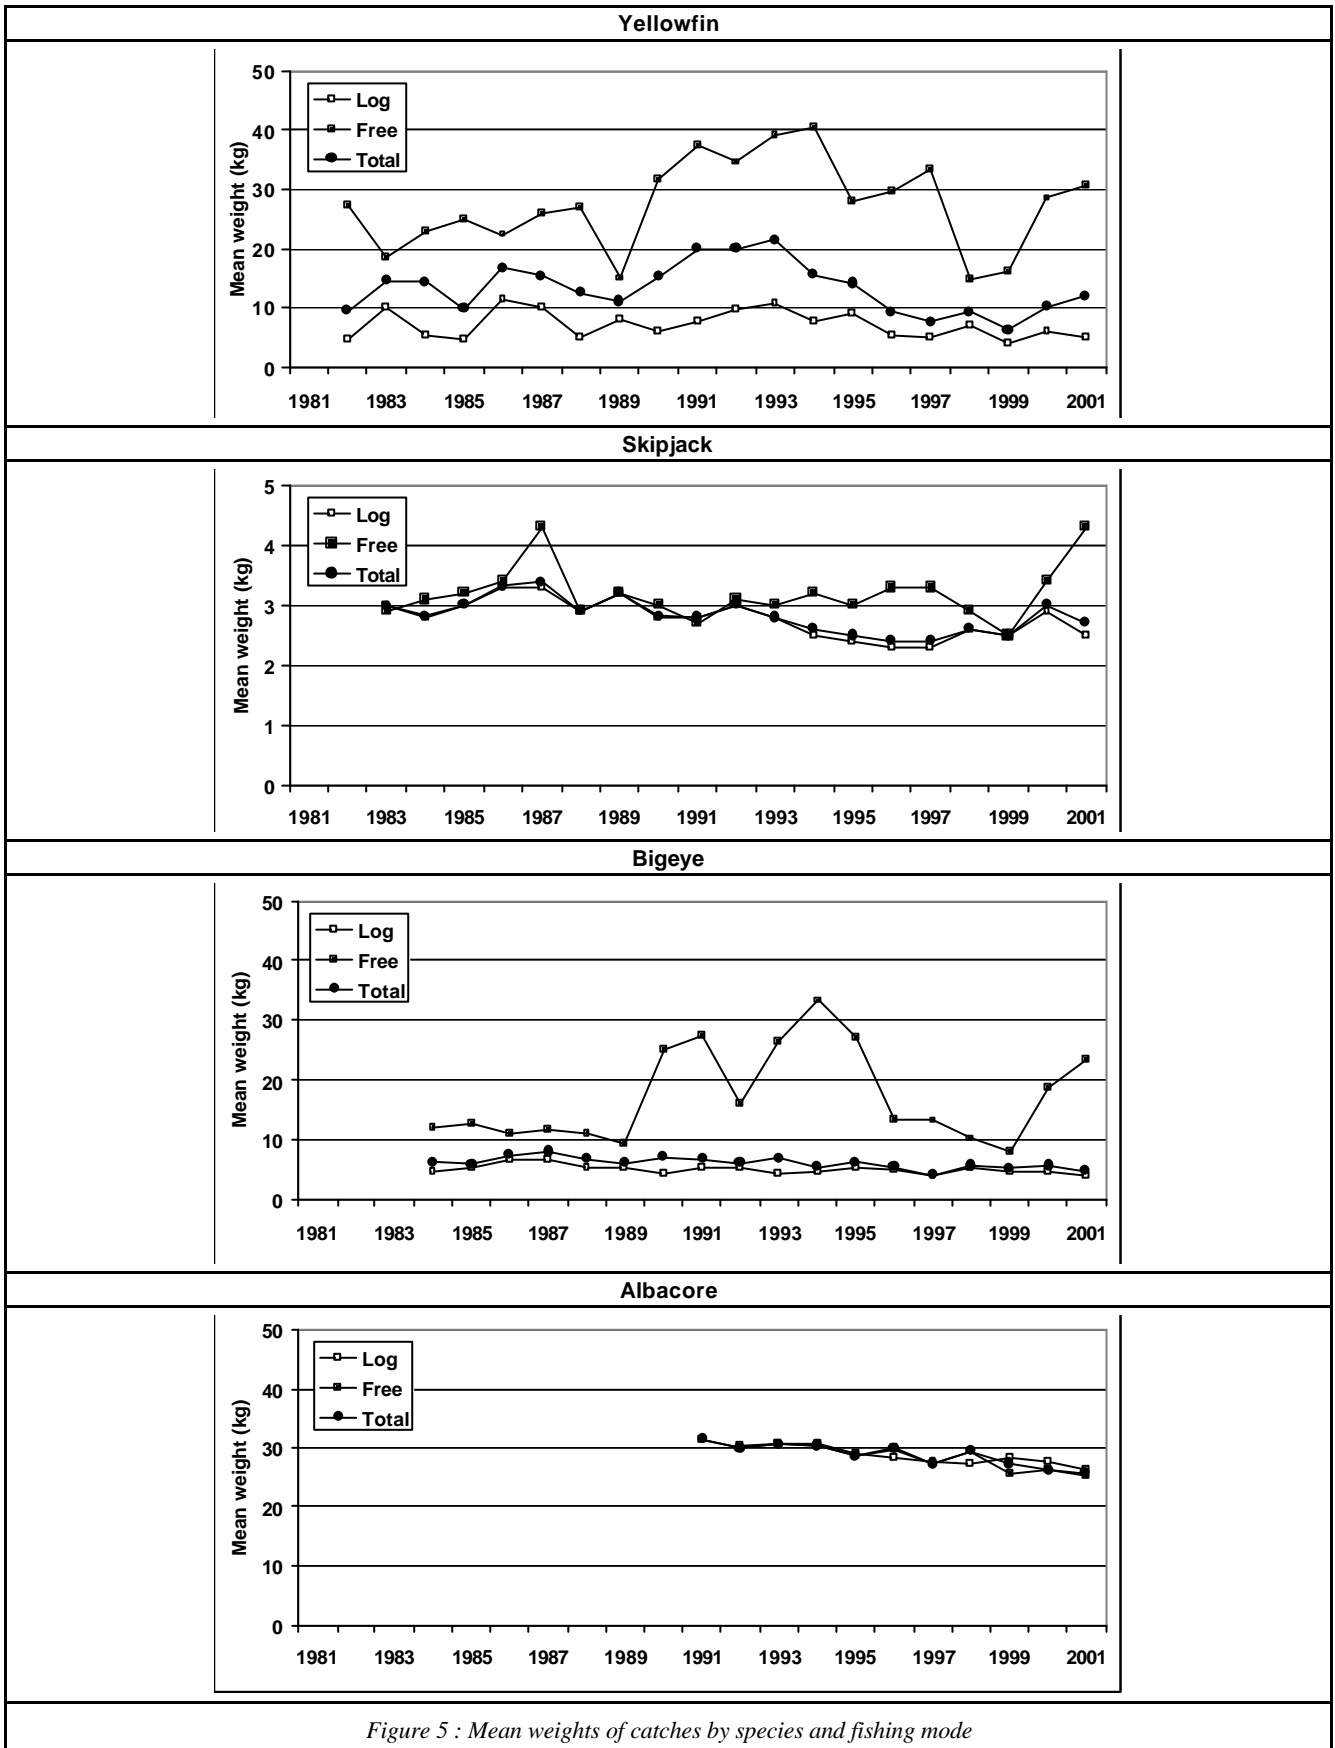 Yellowfin
Mean weight (kg)
50
40
30
20
10
0
Log
Free
Total
1981 1983 1985 1987 1989 1991 1993 1995 1997 1999 2001
Skipjack
Mean weight (kg)
5
4
3
2
1
0
Log
Free
Total
1981 1983 1985 1987 1989 1991 1993 1995 1997 1999 2001
Bigeye
Mean weight (kg)
50
40
30
20
10
0
Log
Free
Total
1981 1983 1985 1987 1989 1991 1993 1995 1997 1999 2001
Albacore
Mean weight (kg)
50
40
30
20
10
0
Log
Free
Total
1981 1983 1985 1987 1989 1991 1993 1995 1997 1999 2001
Figure 5 : Mean weights of catches by species and fishing mode